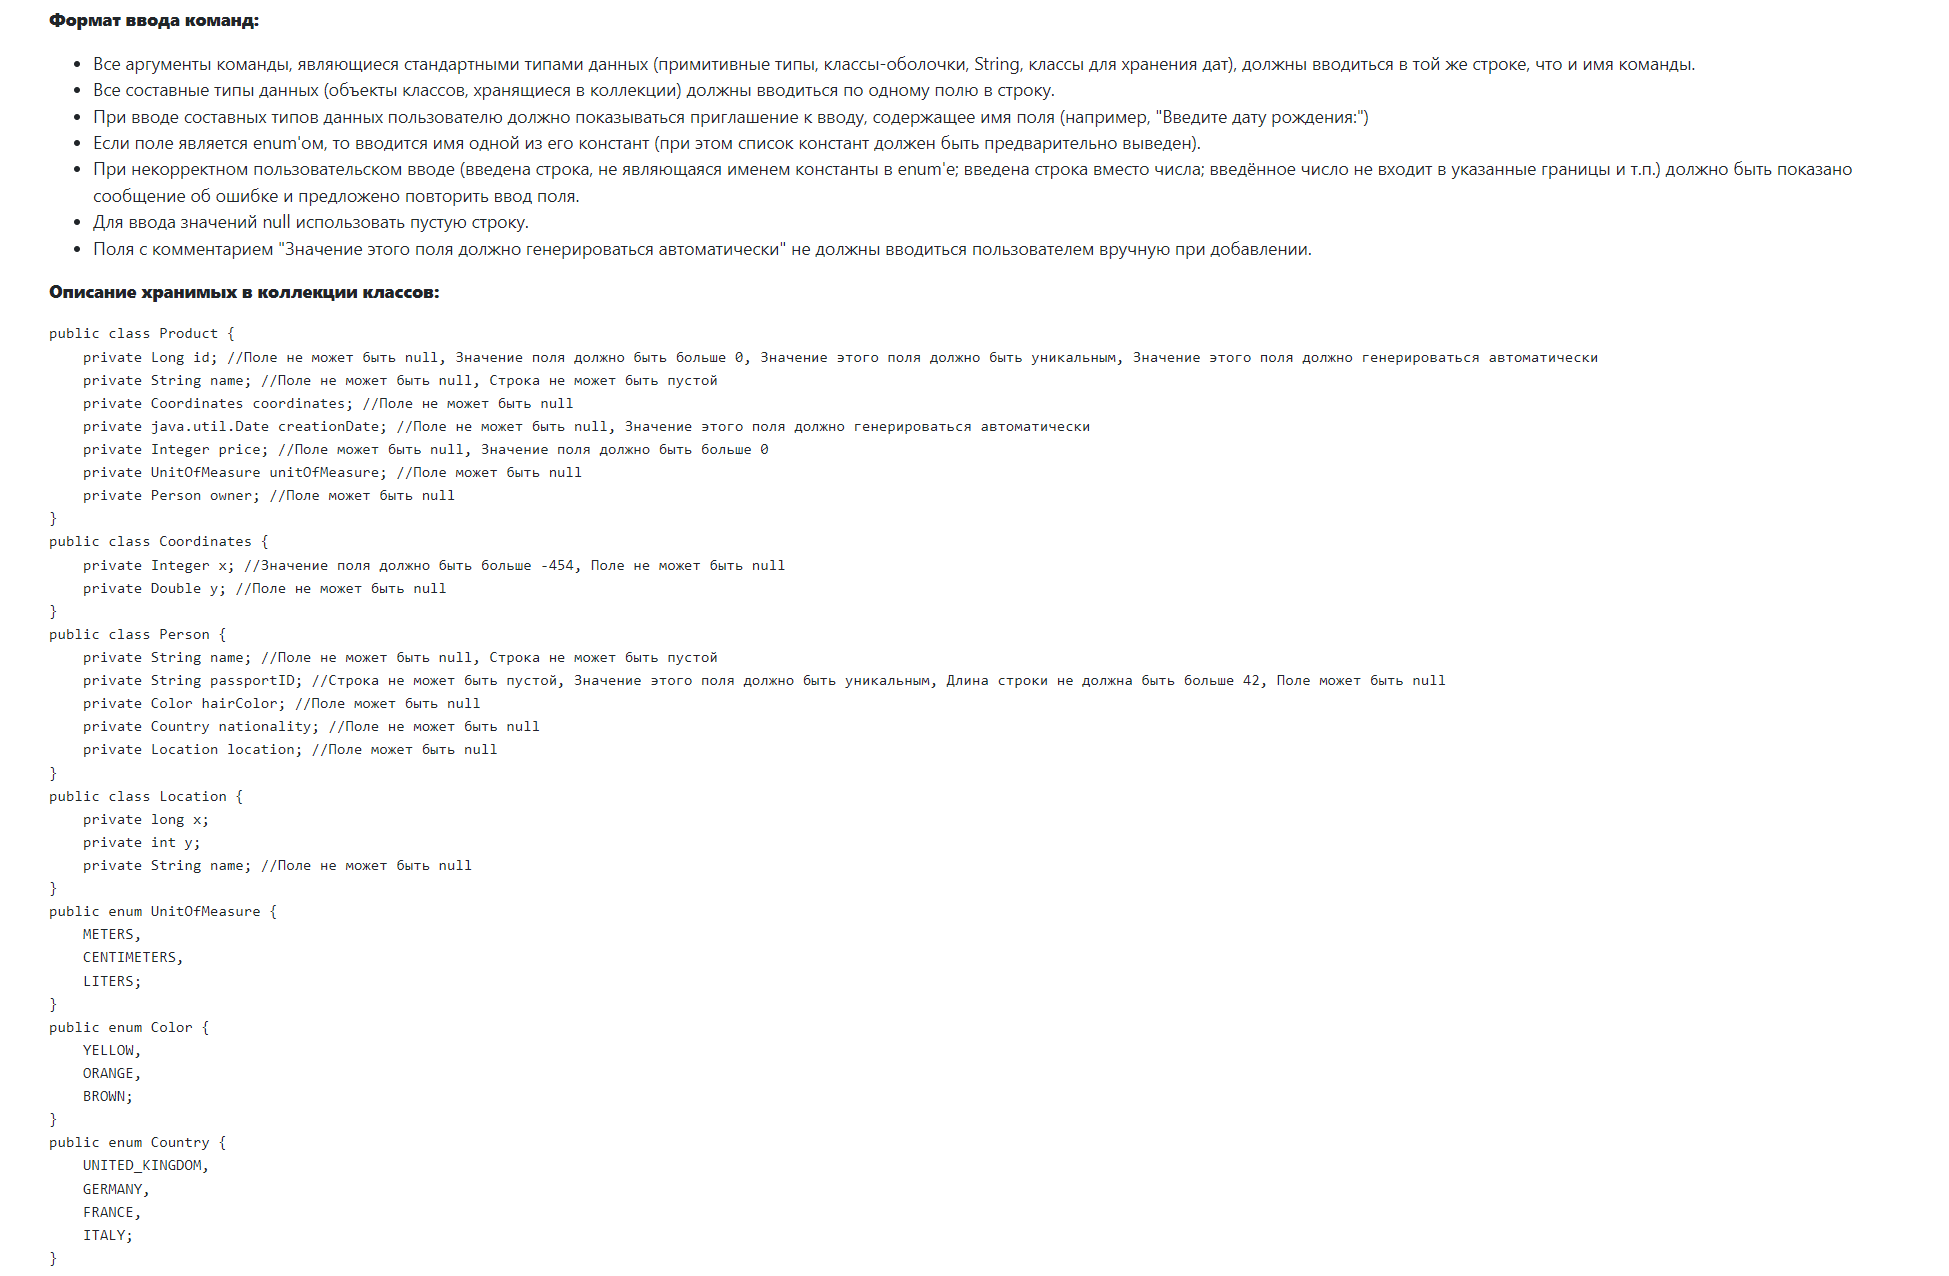 Формат ввода команд:
Все аргументы команды, являющиеся стандартными типами данных (примитивные типы, классы-оболочки, String, классы для хранения дат), должны вводиться в той же строке, что и имя команды.
Все составные типы данных (объекты классов, хранящиеся в коллекции) должны вводиться по одному полю в строку.
При вводе составных типов данных пользователю должно показываться приглашение к вводу, содержащее имя поля (например, "Введите дату рождения:")
Если поле является enum'ом, то вводится имя одной из его констант (при этом список констант должен быть предварительно выведен).
При некорректном пользовательском вводе (введена строка, не являющаяся именем константы в enum'е; введена строка вместо числа; введённое число не входит в указанные границы и т.п.) должно быть показано
сообщение об ошибке и предложено повторить ввод поля.
Для ввода значений null использовать пустую строку.
Поля с комментарием "Значение этого поля должно генерироваться автоматически" не должны вводиться пользователем вручную при добавлении.
Описание хранимых в коллекции классов:
public class Product {
    private Long id; //Поле не может быть null, Значение поля должно быть больше 0, Значение этого поля должно быть уникальным, Значение этого поля должно генерироваться автоматически
    private String name; //Поле не может быть null, Строка не может быть пустой
    private Coordinates coordinates; //Поле не может быть null
    private java.util.Date creationDate; //Поле не может быть null, Значение этого поля должно генерироваться автоматически
    private Integer price; //Поле может быть null, Значение поля должно быть больше 0
    private UnitOfMeasure unitOfMeasure; //Поле может быть null
    private Person owner; //Поле может быть null
}
public class Coordinates {
    private Integer x; //Значение поля должно быть больше -454, Поле не может быть null
    private Double y; //Поле не может быть null
}
public class Person {
    private String name; //Поле не может быть null, Строка не может быть пустой
    private String passportID; //Строка не может быть пустой, Значение этого поля должно быть уникальным, Длина строки не должна быть больше 42, Поле может быть null
    private Color hairColor; //Поле может быть null
    private Country nationality; //Поле не может быть null
    private Location location; //Поле может быть null
}
public class Location {
    private long x;
    private int y;
    private String name; //Поле не может быть null
}
public enum UnitOfMeasure {
    METERS,
    CENTIMETERS,
    LITERS;
}
public enum Color {
    YELLOW,
    ORANGE,
    BROWN;
}
public enum Country {
    UNITED_KINGDOM,
    GERMANY,
    FRANCE,
    ITALY;
}